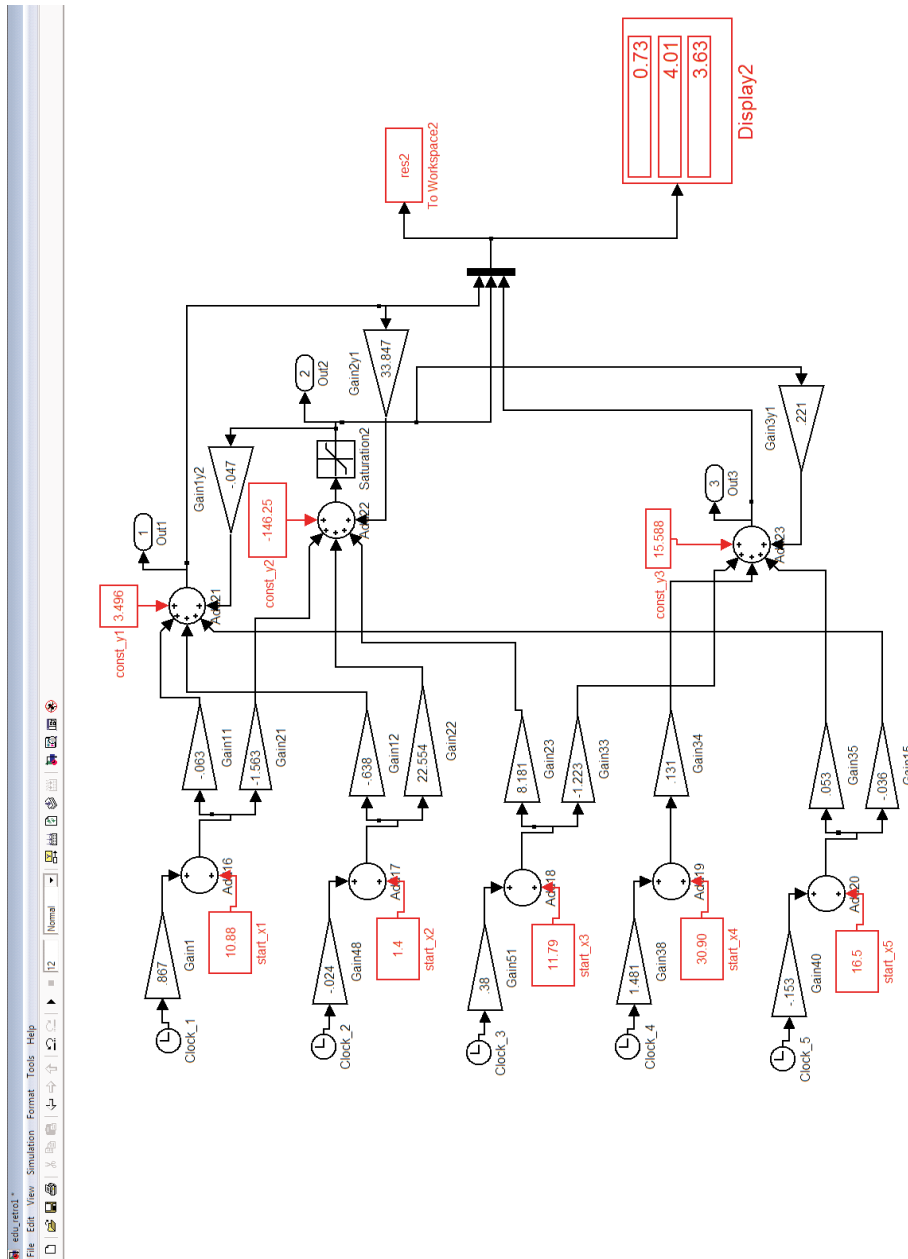 edu_retro1 *
File Edit View Simulation Format Tools Help
12
Normal
Clock_1
.867
Gain1
10.88
start_x1
Add16
-.063
Gain11
-1.563
Gain21
const_y1
3.496
Add21
1
Out1
-.047
Gain1y2
Clock_2
-.024
Gain48
1.4
start_x2
Add17
-.638
Gain12
22.554
Gain22
const_y2
-146.25
Add22
Saturation2
2
Out2
33.847
Gain2y1
res2
To Workspace2
Clock_3
.38
Gain51
11.79
start_x3
Add18
8.181
Gain23
-1.223
Gain33
Clock_4
1.481
Gain38
30.90
start_x4
Add19
.131
Gain34
const_y3
15.588
Add23
3
Out3
.221
Gain3y1
0.73
4.01
3.63
Display2
Clock_5
-.153
Gain40
16.5
start_x5
Add20
.053
Gain35
-.036
Gain15